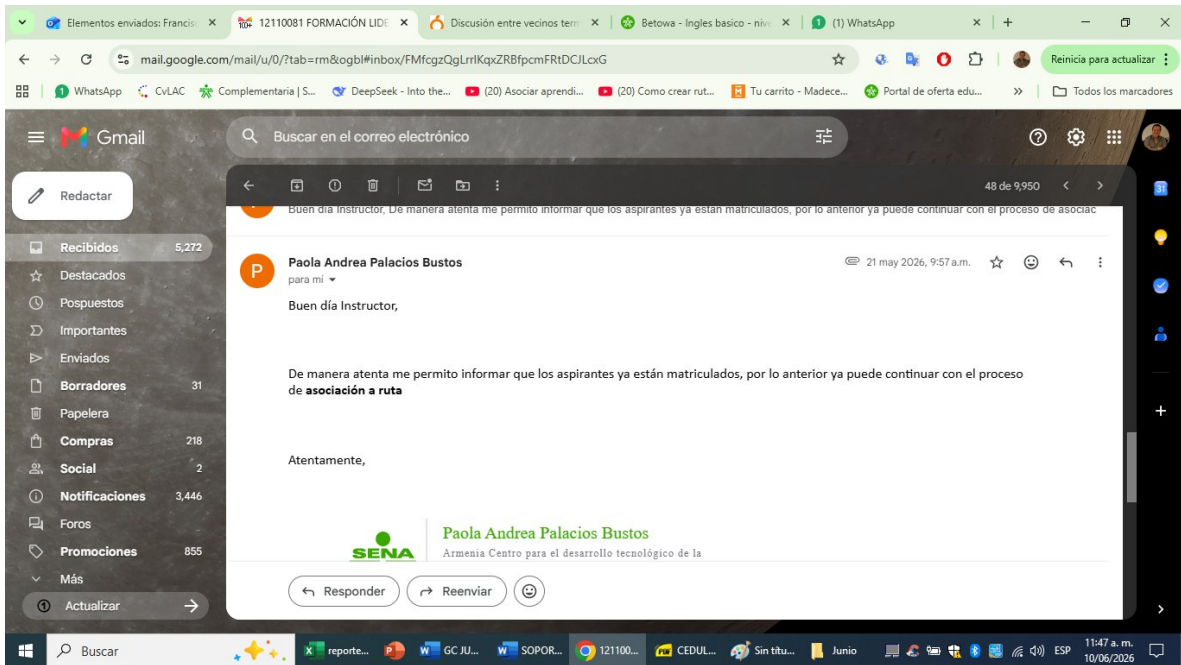 Elementos enviados: Francis
12110081 FORMACIÓN LIDE
Discusión entre vecinos term
Betowa - Ingles basico - nive
(1) WhatsApp
mail.google.com/mail/u/0/?tab=rm&ogbl#inbox/FMfcgzQgLrrlKqxZRBfpcmFRtDCJLcxG
Reinicia para actualizar
WhatsApp
CvLAC
Complementaria | S...
DeepSeek - Into the...
(20) Asociar aprendi...
(20) Como crear rut...
Tu carrito - Madece...
Portal de oferta edu...
Todos los marcadores
Gmail
Buscar en el correo electrónico
Redactar
48 de 9,950
Buen día Instructor, De manera atenta me permito informar que los aspirantes ya están matriculados, por lo anterior ya puede continuar con el proceso de asociac
Recibidos 5,272
Destacados
Pospuestos
Importantes
Enviados
Borradores 31
Papelera
Compras 218
Social 2
Notificaciones 3,446
Foros
Promociones 855
Más
Actualizar
P
Paola Andrea Palacios Bustos
21 may 2026, 9:57 a.m.
para mí
Buen día Instructor,
De manera atenta me permito informar que los aspirantes ya están matriculados, por lo anterior ya puede continuar con el proceso
de asociación a ruta
Atentamente,
SENA
Paola Andrea Palacios Bustos
Armenia Centro para el desarrollo tecnológico de la
Responder
Reenviar
Buscar
reporte...
GC JU...
SOPOR...
121100...
CEDUL...
Sin títu...
Junio
ESP
11:47 a. m.
10/06/2026